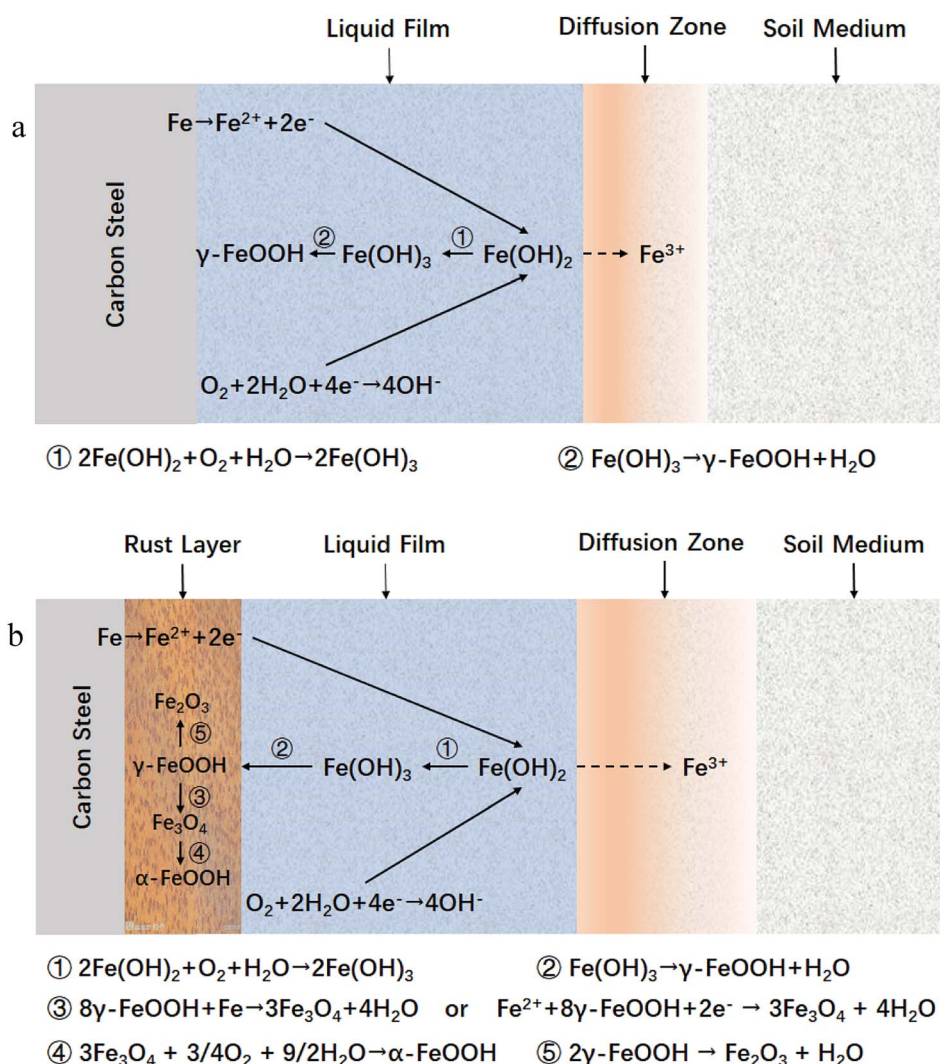 Liquid Film Diffusion Zone Soil Medium
a
Carbon Steel
Fe→Fe²⁺+2e⁻
γ-FeOOH ② Fe(OH)₃ ① Fe(OH)₂ Fe³⁺
O₂+2H₂O+4e⁻→4OH⁻
① 2Fe(OH)₂+O₂+H₂O→2Fe(OH)₃ ② Fe(OH)₃→γ-FeOOH+H₂O
Rust Layer Liquid Film Diffusion Zone Soil Medium
b
Carbon Steel
Fe→Fe²⁺+2e⁻
Fe₂O₃
⑤
γ-FeOOH ② Fe(OH)₃ ① Fe(OH)₂ Fe³⁺
③
Fe₃O₄
④
α-FeOOH
O₂+2H₂O+4e⁻→4OH⁻
① 2Fe(OH)₂+O₂+H₂O→2Fe(OH)₃ ② Fe(OH)₃→γ-FeOOH+H₂O
③ 8γ-FeOOH+Fe→3Fe₃O₄+4H₂O or Fe²⁺+8γ-FeOOH+2e⁻ → 3Fe₃O₄ + 4H₂O
④ 3Fe₃O₄ + 3/4O₂ + 9/2H₂O→α-FeOOH ⑤ 2γ-FeOOH → Fe₂O₃ + H₂O